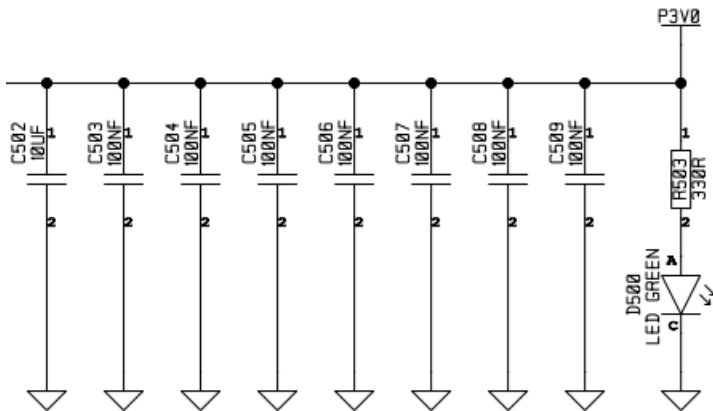 P3V0
C502
10UF
1
2
C503
100NF
1
2
C504
100NF
1
2
C505
100NF
1
2
C506
100NF
1
2
C507
100NF
1
2
C508
100NF
1
2
C509
100NF
1
2
1
R503
330R
2
A
D500
LED GREEN
C